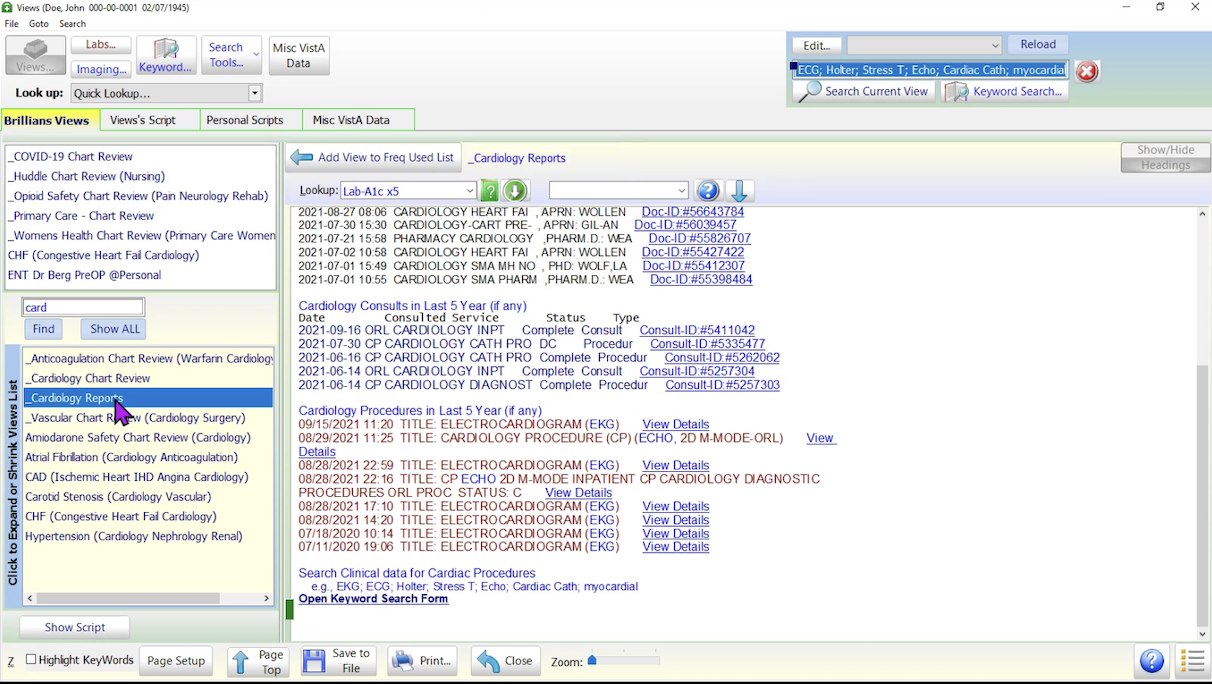 Views (Doe, John 000-00-0001 02/07/1945)
File Goto Search
Views...
Labs...
Imaging...
Keyword...
Search Tools...
Misc VistA Data
Edit...
Reload
ECG; Holter; Stress T; Echo; Cardiac Cath; myocardial
Search Current View
Keyword Search...
Look up: Quick Lookup...
Brillians Views
Views's Script
Personal Scripts
Misc VistA Data
_COVID-19 Chart Review
_Huddle Chart Review (Nursing)
_Opioid Safety Chart Review (Pain Neurology Rehab)
_Primary Care - Chart Review
_Womens Health Chart Review (Primary Care Women
CHF (Congestive Heart Fail Cardiology)
ENT Dr Berg PreOP @Personal
card
Find
Show ALL
Click to Expand or Shrink Views List
_Anticoagulation Chart Review (Warfarin Cardiology
_Cardiology Chart Review
_Cardiology Reports
_Vascular Chart Review (Cardiology Surgery)
Amiodarone Safety Chart Review (Cardiology)
Atrial Fibrillation (Cardiology Anticoagulation)
CAD (Ischemic Heart IHD Angina Cardiology)
Carotid Stenosis (Cardiology Vascular)
CHF (Congestive Heart Fail Cardiology)
Hypertension (Cardiology Nephrology Renal)
Show Script
Add View to Freq Used List
_Cardiology Reports
Show/Hide Headings
Lookup: Lab-A1c x5
2021-08-27 08:06 CARDIOLOGY HEART FAI , APRN: WOLLEN Doc-ID:#56643784
2021-07-30 15:30 CARDIOLOGY-CART PRE- , APRN: GIL-AN Doc-ID:#56039457
2021-07-21 15:58 PHARMACY CARDIOLOGY ,PHARM.D.: WEA Doc-ID:#55826707
2021-07-02 10:58 CARDIOLOGY HEART FAI , APRN: WOLLEN Doc-ID:#55427422
2021-07-01 15:49 CARDIOLOGY SMA MH NO , PHD: WOLF,LA Doc-ID:#55412307
2021-07-01 10:55 CARDIOLOGY SMA PHARM ,PHARM.D.: WEA Doc-ID:#55398484
Cardiology Consults in Last 5 Year (if any)
Date Consulted Service Status Type
2021-09-16 ORL CARDIOLOGY INPT Complete Consult Consult-ID:#5411042
2021-07-30 CP CARDIOLOGY CATH PRO DC Procedur Consult-ID:#5335477
2021-06-16 CP CARDIOLOGY CATH PRO Complete Procedur Consult-ID:#5262062
2021-06-14 ORL CARDIOLOGY INPT Complete Consult Consult-ID:#5257304
2021-06-14 CP CARDIOLOGY DIAGNOST Complete Procedur Consult-ID:#5257303
Cardiology Procedures in Last 5 Year (if any)
09/15/2021 11:20 TITLE: ELECTROCARDIOGRAM (EKG) View Details
08/29/2021 11:25 TITLE: CARDIOLOGY PROCEDURE (CP) (ECHO, 2D M-MODE-ORL) View
Details
08/28/2021 22:59 TITLE: ELECTROCARDIOGRAM (EKG) View Details
08/28/2021 22:16 TITLE: CP ECHO 2D M-MODE INPATIENT CP CARDIOLOGY DIAGNOSTIC
PROCEDURES ORL PROC STATUS: C View Details
08/28/2021 17:10 TITLE: ELECTROCARDIOGRAM (EKG) View Details
08/28/2021 14:20 TITLE: ELECTROCARDIOGRAM (EKG) View Details
07/18/2020 10:14 TITLE: ELECTROCARDIOGRAM (EKG) View Details
07/11/2020 19:06 TITLE: ELECTROCARDIOGRAM (EKG) View Details
Search Clinical data for Cardiac Procedures
e.g., EKG; ECG; Holter; Stress T; Echo; Cardiac Cath; myocardial
Open Keyword Search Form
Z
Highlight KeyWords
Page Setup
Page Top
Save to File
Print...
Close
Zoom: